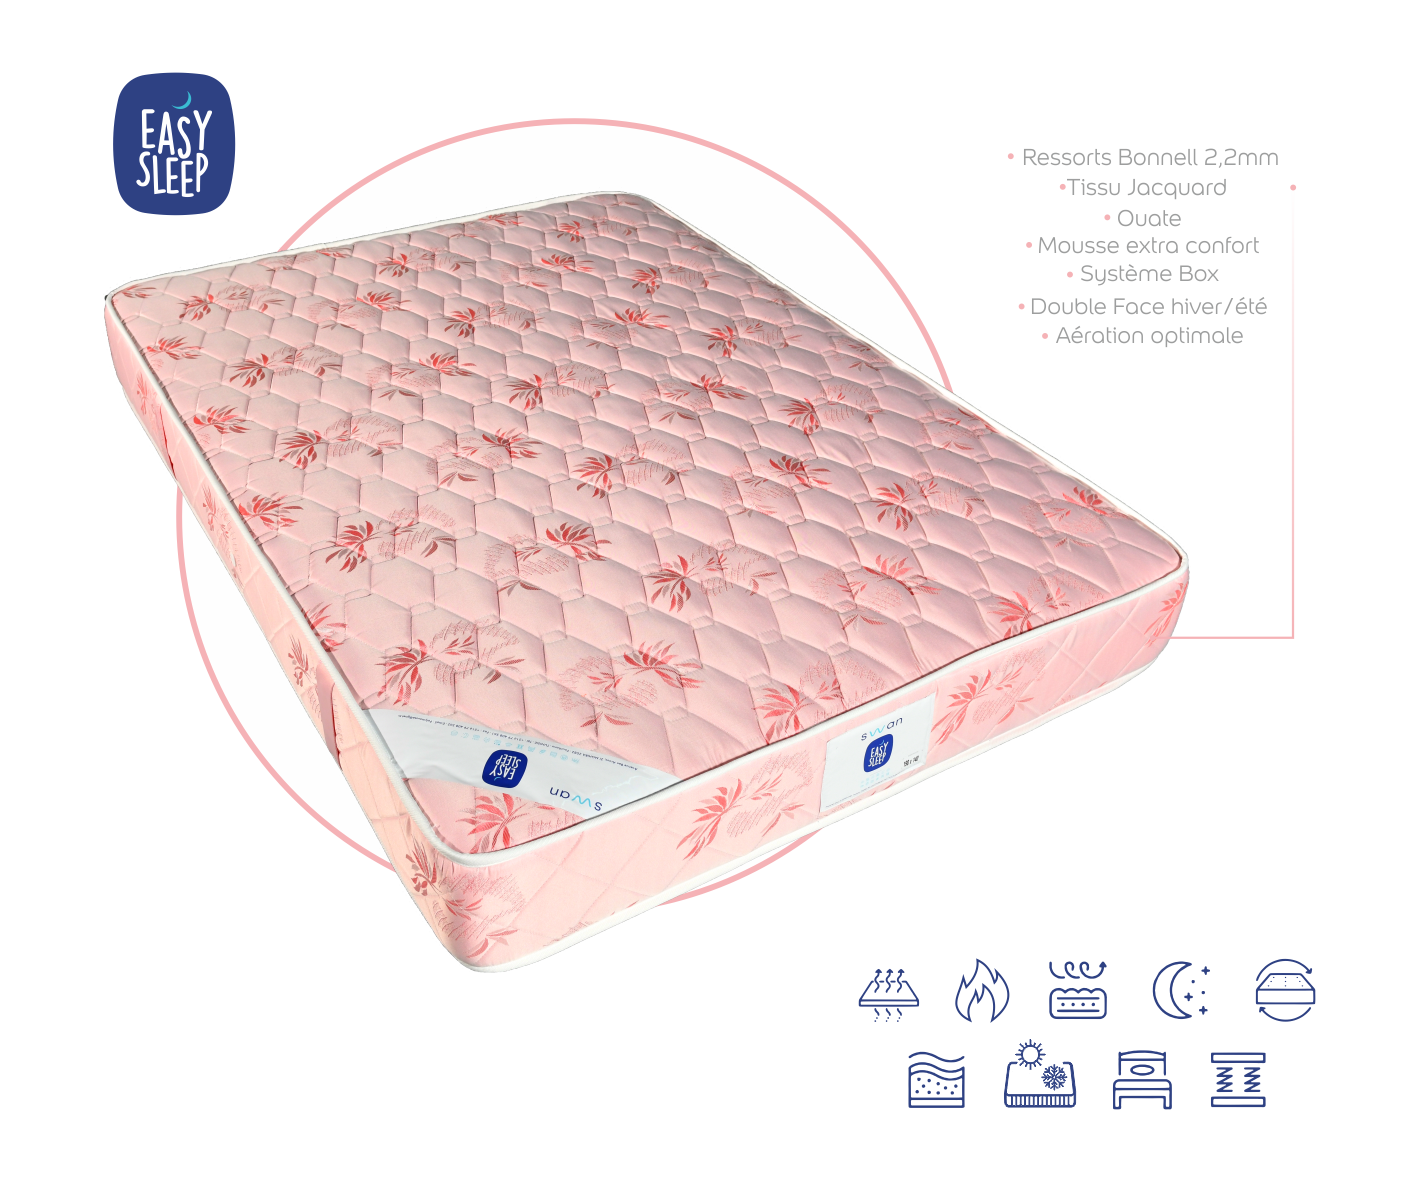 EASY
SLEEP
• Ressorts Bonnell 2,2mm
•Tissu Jacquard
• Ouate
• Mousse extra confort
• Système Box
• Double Face hiver/été
• Aération optimale
swan
EASY
SLEEP
swan
EASY
SLEEP